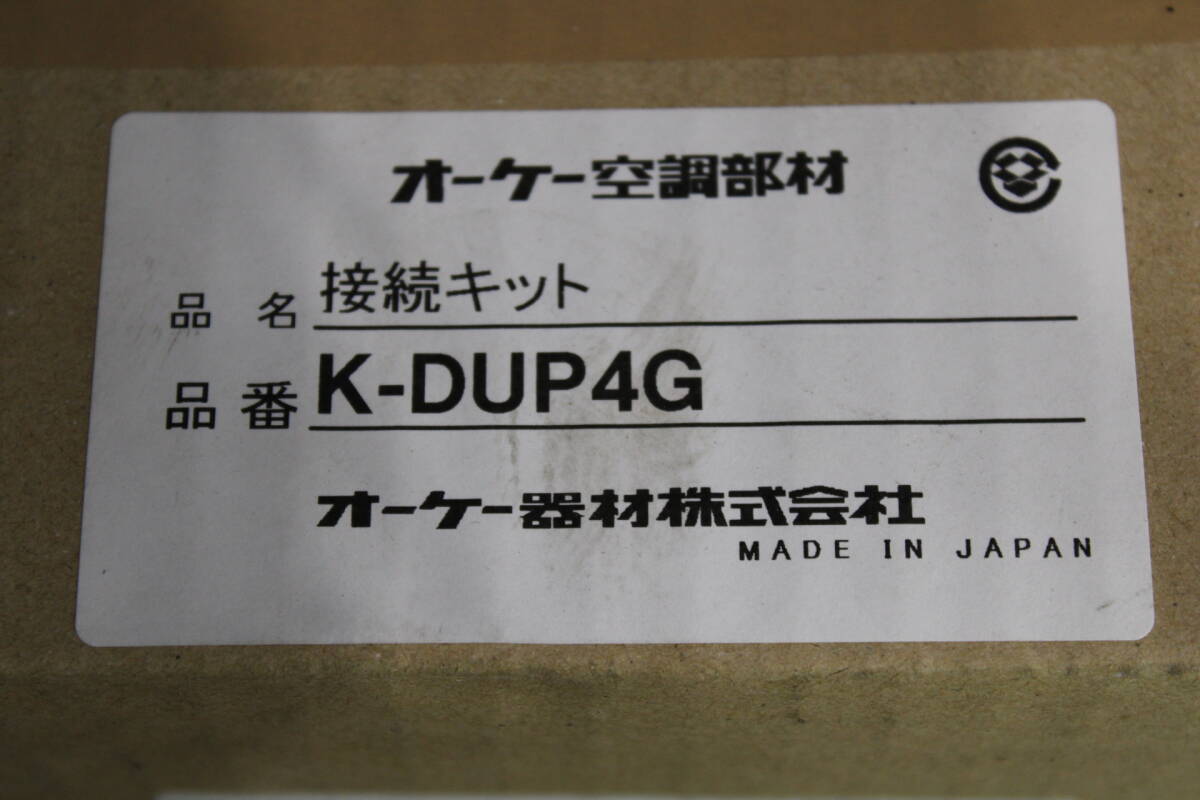 オーケー空調部材
品名 接続キット
品番 K-DUP4G
オーケー器材株式会社
MADE IN JAPAN